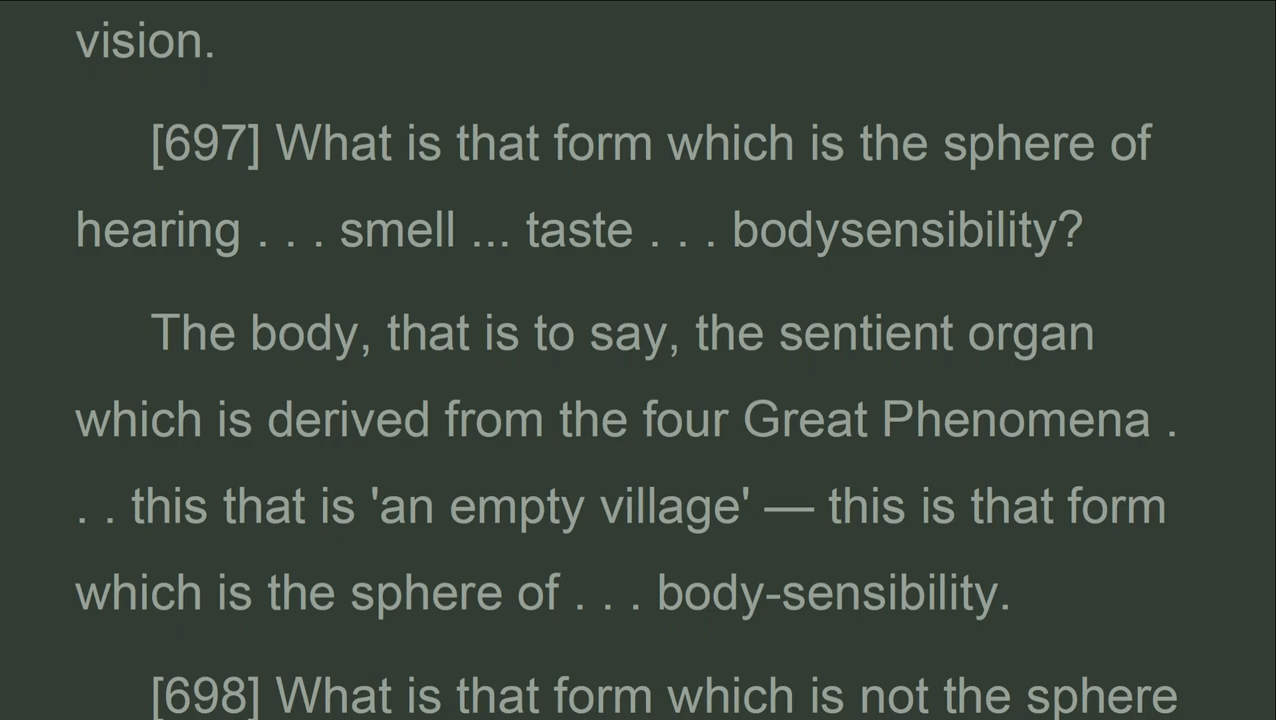 vision.
[697] What is that form which is the sphere of
hearing . . . smell ... taste . . . bodysensibility?
The body, that is to say, the sentient organ
which is derived from the four Great Phenomena .
. . this that is 'an empty village' — this is that form
which is the sphere of . . . body-sensibility.
[698] What is that form which is not the sphere